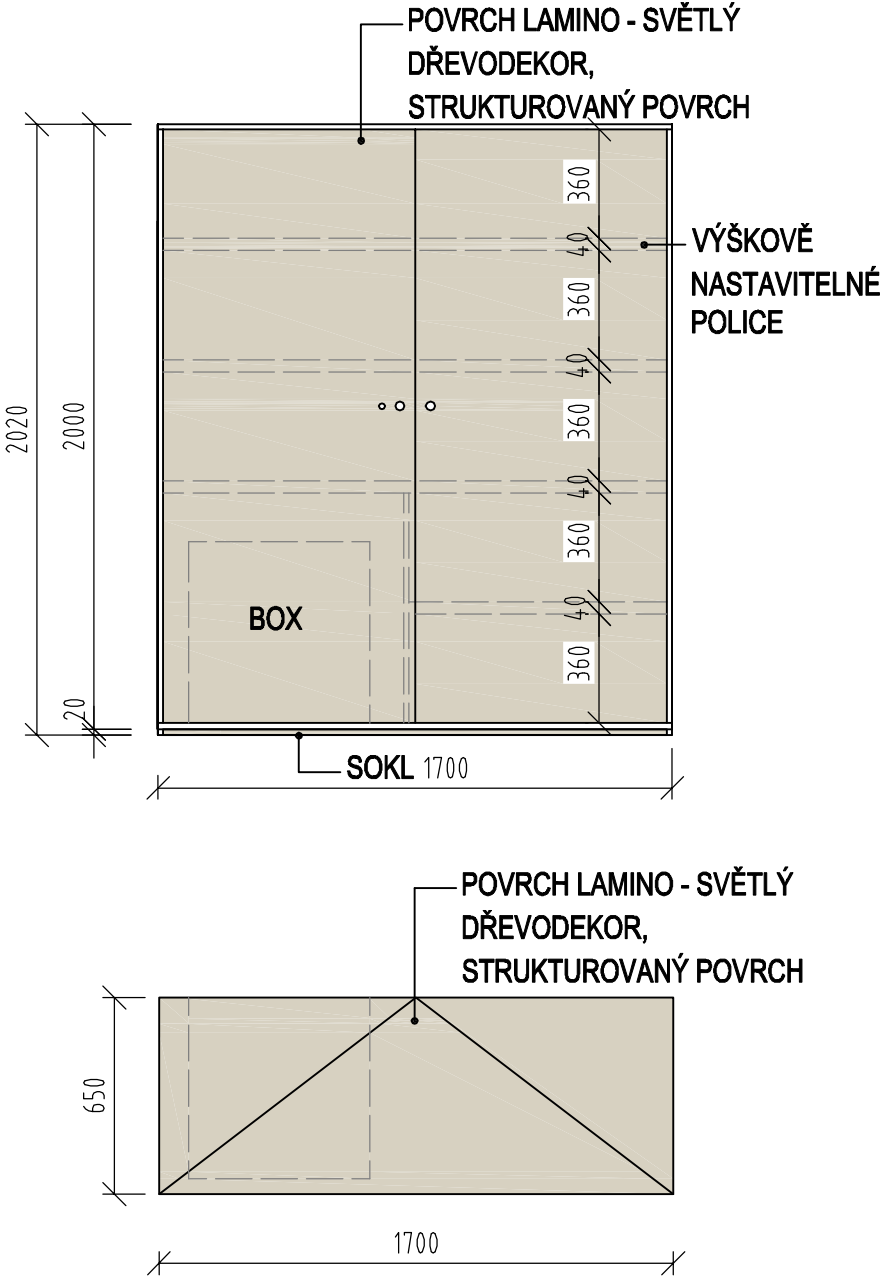 POVRCH LAMINO - SVĚTLÝ
DŘEVODEKOR,
STRUKTUROVANÝ POVRCH
360
40
VÝŠKOVĚ
NASTAVITELNÉ
POLICE
360
40
2020
2000
360
40
360
40
BOX
360
20
SOKL 1700
POVRCH LAMINO - SVĚTLÝ
DŘEVODEKOR,
STRUKTUROVANÝ POVRCH
650
1700